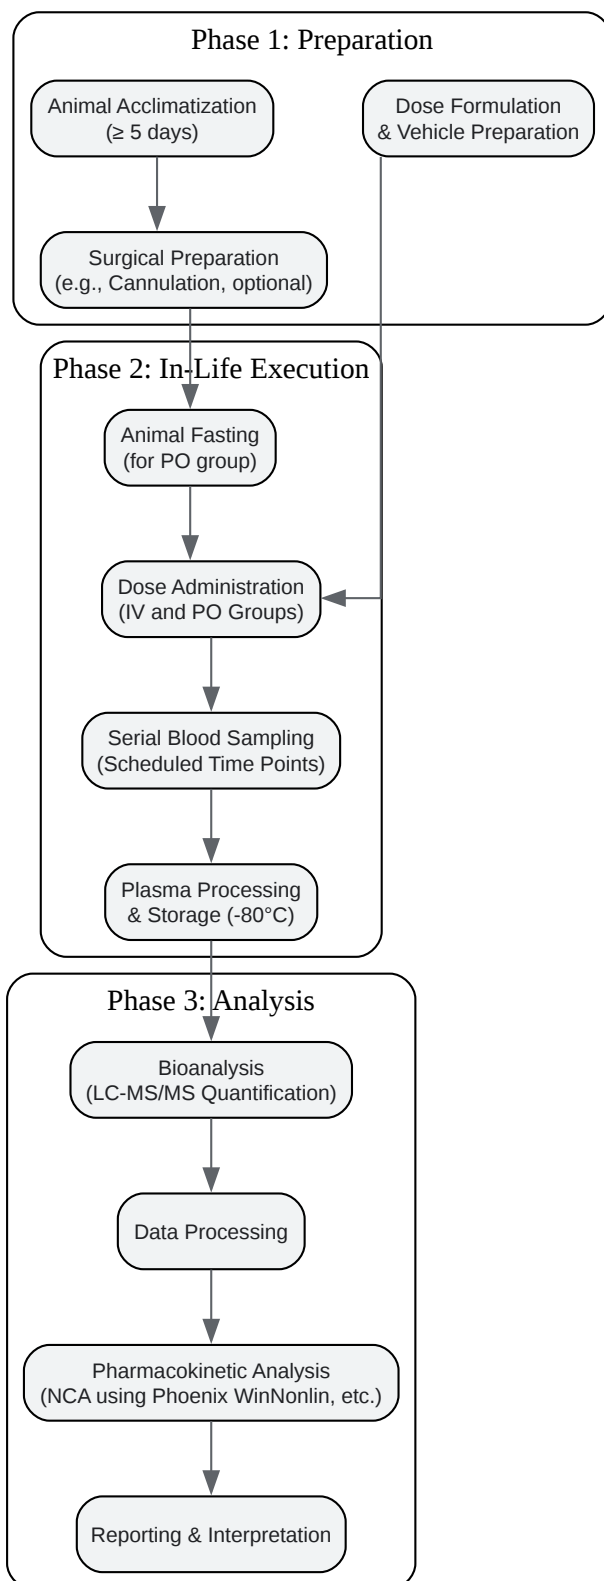 Phase 1: Preparation
Animal Acclimatization
(≥ 5 days)
Dose Formulation
& Vehicle Preparation
Surgical Preparation
(e.g., Cannulation, optional)
Phase 2: In-Life Execution
Animal Fasting
(for PO group)
Dose Administration
(IV and PO Groups)
Serial Blood Sampling
(Scheduled Time Points)
Plasma Processing
& Storage (-80°C)
Phase 3: Analysis
Bioanalysis
(LC-MS/MS Quantification)
Data Processing
Pharmacokinetic Analysis
(NCA using Phoenix WinNonlin, etc.)
Reporting & Interpretation